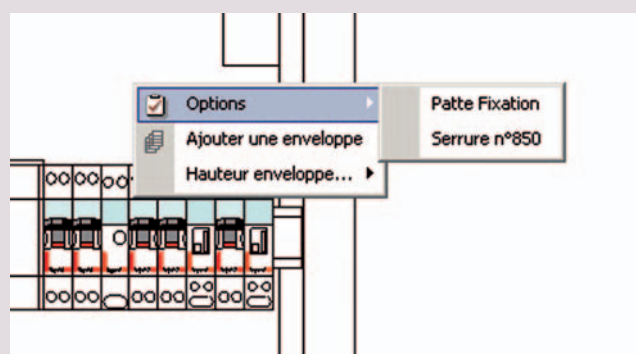 Options
Patte Fixation
Ajouter une enveloppe
Serrure n°850
Hauteur enveloppe...